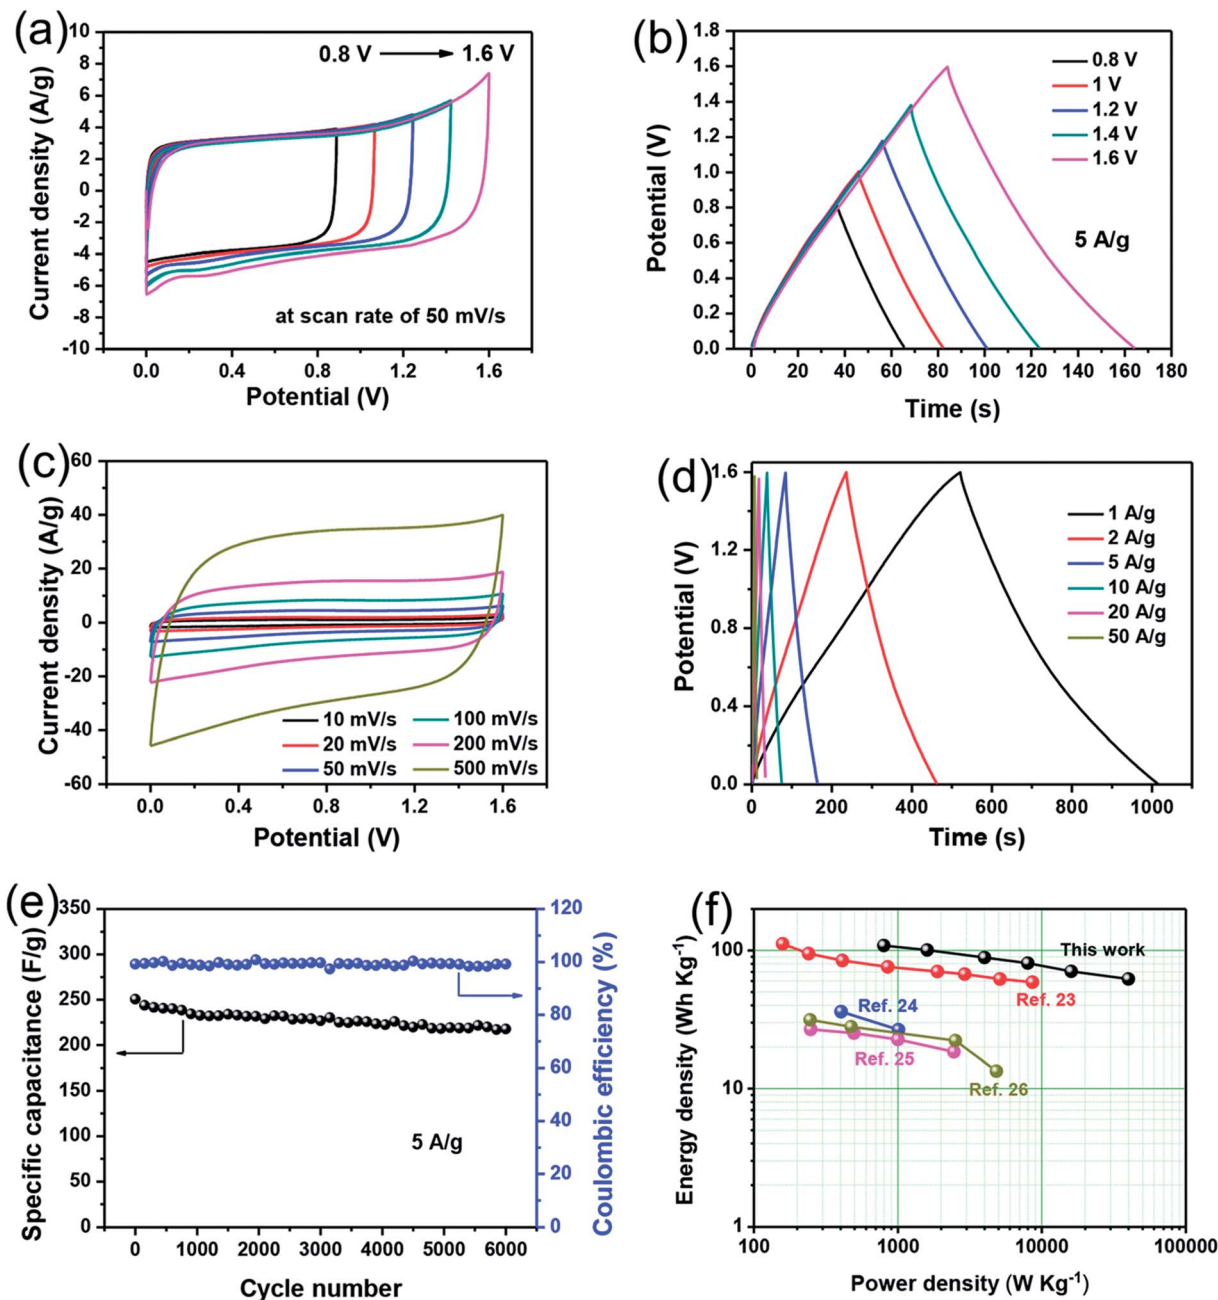 (a)
10
8
6
4
2
0
-2
-4
-6
-8
-10
Current density (A/g)
0.8 V
1.6 V
at scan rate of 50 mV/s
0.0
0.4
0.8
1.2
1.6
Potential (V)
(b)
1.8
1.6
1.4
1.2
1.0
0.8
0.6
0.4
0.2
0.0
Potential (V)
0.8 V
1 V
1.2 V
1.4 V
1.6 V
5 A/g
0
20
40
60
80
100
120
140
160
180
Time (s)
(c)
60
40
20
0
-20
-40
-60
Current density (A/g)
10 mV/s
100 mV/s
20 mV/s
200 mV/s
50 mV/s
500 mV/s
0.0
0.4
0.8
1.2
1.6
Potential (V)
(d)
1.6
1.2
0.8
0.4
0.0
Potential (V)
1 A/g
2 A/g
5 A/g
10 A/g
20 A/g
50 A/g
0
200
400
600
800
1000
Time (s)
(e)
350
300
250
200
150
100
50
0
Specific capacitance (F/g)
120
100
80
60
40
20
0
Coulombic efficiency (%)
5 A/g
0
1000
2000
3000
4000
5000
6000
Cycle number
(f)
100
10
1
Energy density (Wh Kg⁻¹)
This work
Ref. 23
Ref. 24
Ref. 25
Ref. 26
100
1000
10000
100000
Power density (W Kg⁻¹)